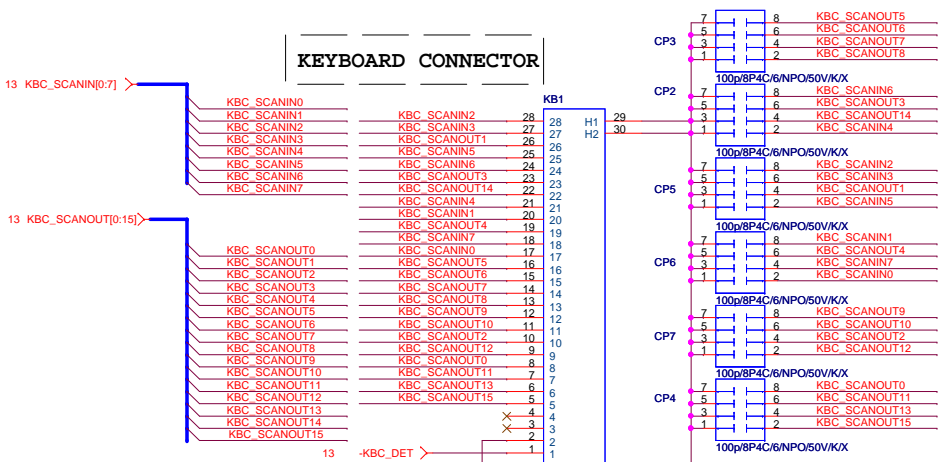 KEYBOARD CONNECTOR
13 KBC_SCANIN[0:7]
KBC_SCANIN0
KBC_SCANIN1
KBC_SCANIN2
KBC_SCANIN3
KBC_SCANIN4
KBC_SCANIN5
KBC_SCANIN6
KBC_SCANIN7
13 KBC_SCANOUT[0:15]
KBC_SCANOUT0
KBC_SCANOUT1
KBC_SCANOUT2
KBC_SCANOUT3
KBC_SCANOUT4
KBC_SCANOUT5
KBC_SCANOUT6
KBC_SCANOUT7
KBC_SCANOUT8
KBC_SCANOUT9
KBC_SCANOUT10
KBC_SCANOUT11
KBC_SCANOUT12
KBC_SCANOUT13
KBC_SCANOUT14
KBC_SCANOUT15
KB1
KBC_SCANIN2 28 28 H1 29
KBC_SCANIN3 27 27 H2 30
KBC_SCANOUT1 26 26
KBC_SCANIN5 25 25
KBC_SCANIN6 24 24
KBC_SCANOUT3 23 23
KBC_SCANOUT14 22 22
KBC_SCANIN4 21 21
KBC_SCANIN1 20 20
KBC_SCANOUT4 19 19
KBC_SCANIN7 18 18
KBC_SCANIN0 17 17
KBC_SCANOUT5 16 16
KBC_SCANOUT6 15 15
KBC_SCANOUT7 14 14
KBC_SCANOUT8 13 13
KBC_SCANOUT9 12 12
KBC_SCANOUT10 11 11
KBC_SCANOUT2 10 10
KBC_SCANOUT12 9 9
KBC_SCANOUT0 8 8
KBC_SCANOUT11 7 7
KBC_SCANOUT13 6 6
KBC_SCANOUT15 5 5
4 4
3 3
2 2
13 -KBC_DET 1 1
CP3
7 8 KBC_SCANOUT5
5 6 KBC_SCANOUT6
3 4 KBC_SCANOUT7
1 2 KBC_SCANOUT8
100p/8P4C/6/NPO/50V/K/X
CP2
7 8 KBC_SCANIN6
5 6 KBC_SCANOUT3
3 4 KBC_SCANOUT14
1 2 KBC_SCANIN4
100p/8P4C/6/NPO/50V/K/X
CP5
7 8 KBC_SCANIN2
5 6 KBC_SCANIN3
3 4 KBC_SCANOUT1
1 2 KBC_SCANIN5
100p/8P4C/6/NPO/50V/K/X
CP6
7 8 KBC_SCANIN1
5 6 KBC_SCANOUT4
3 4 KBC_SCANIN7
1 2 KBC_SCANIN0
100p/8P4C/6/NPO/50V/K/X
CP7
7 8 KBC_SCANOUT9
5 6 KBC_SCANOUT10
3 4 KBC_SCANOUT2
1 2 KBC_SCANOUT12
100p/8P4C/6/NPO/50V/K/X
CP4
7 8 KBC_SCANOUT0
5 6 KBC_SCANOUT11
3 4 KBC_SCANOUT13
1 2 KBC_SCANOUT15
100p/8P4C/6/NPO/50V/K/X